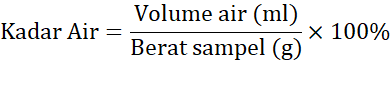 Kadar Air = Volume air (ml) / Berat sampel (g) × 100%